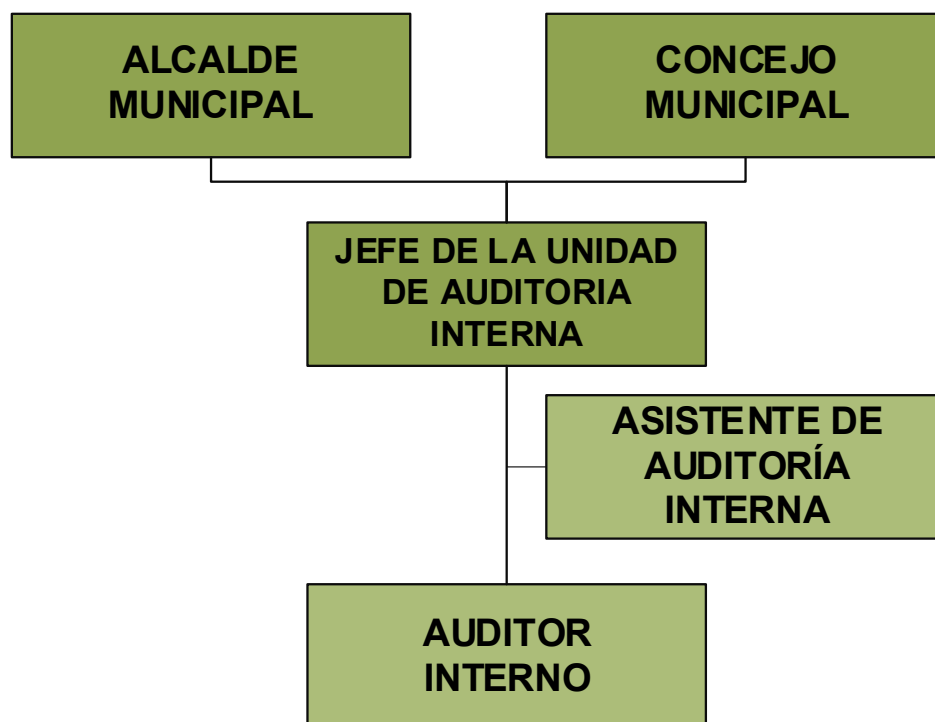 ALCALDE
MUNICIPAL
CONCEJO
MUNICIPAL
JEFE DE LA UNIDAD
DE AUDITORIA
INTERNA
ASISTENTE DE
AUDITORÍA
INTERNA
AUDITOR
INTERNO